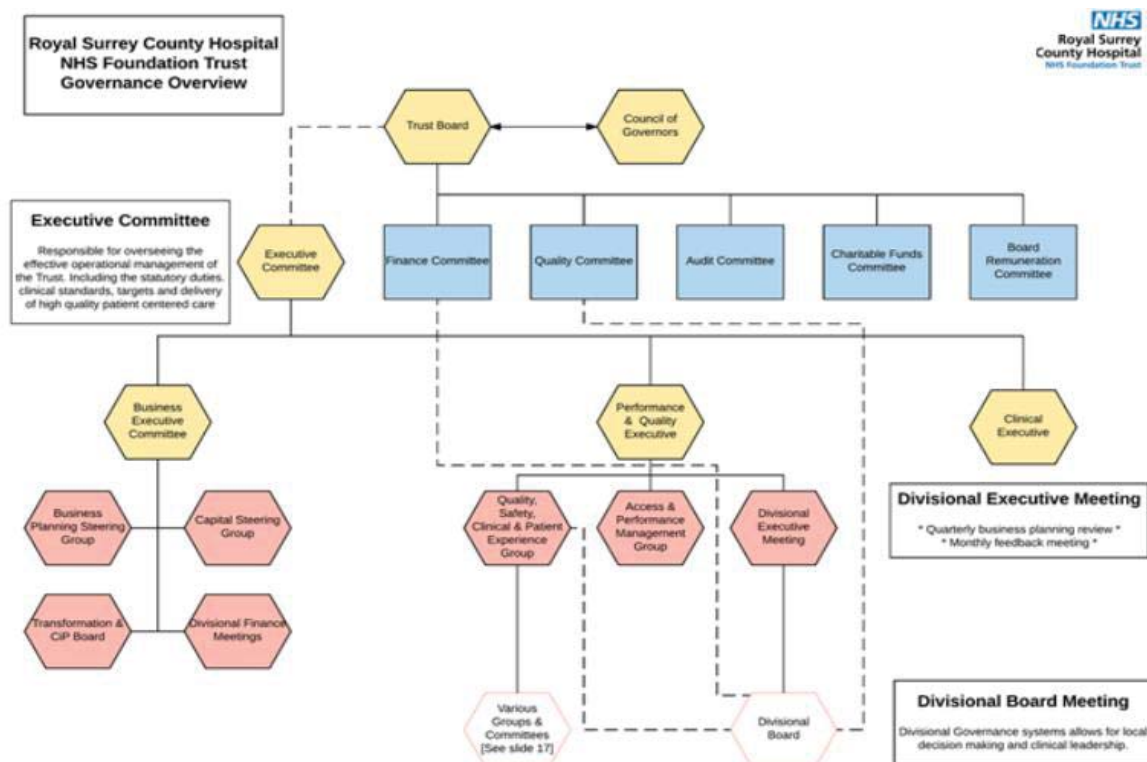 Royal Surrey County Hospital
NHS Foundation Trust
Governance Overview
NHS
Royal Surrey
County Hospital
NHS Foundation Trust
Trust Board
Council of
Governors
Executive Committee
Responsible for overseeing the
effective operational management of
the Trust. Including the statutory duties.
clinical standards, targets and delivery
of high quality patient centered care
Executive
Committee
Finance Committee
Quality Committee
Audit Committee
Charitable Funds
Committee
Board
Remuneration
Committee
Business
Executive
Committee
Performance
& Quality
Executive
Clinical
Executive
Business
Planning Steering
Group
Capital Steering
Group
Quality,
Safety,
Clinical & Patient
Experience
Group
Access &
Performance
Management
Group
Divisional
Executive
Meeting
Divisional Executive Meeting
* Quarterly business planning review *
* Monthly feedback meeting *
Transformation &
CIP Board
Divisional Finance
Meetings
Various
Groups &
Committees
[See slide 17]
Divisional
Board
Divisional Board Meeting
Divisional Governance systems allows for local
decision making and clinical leadership.